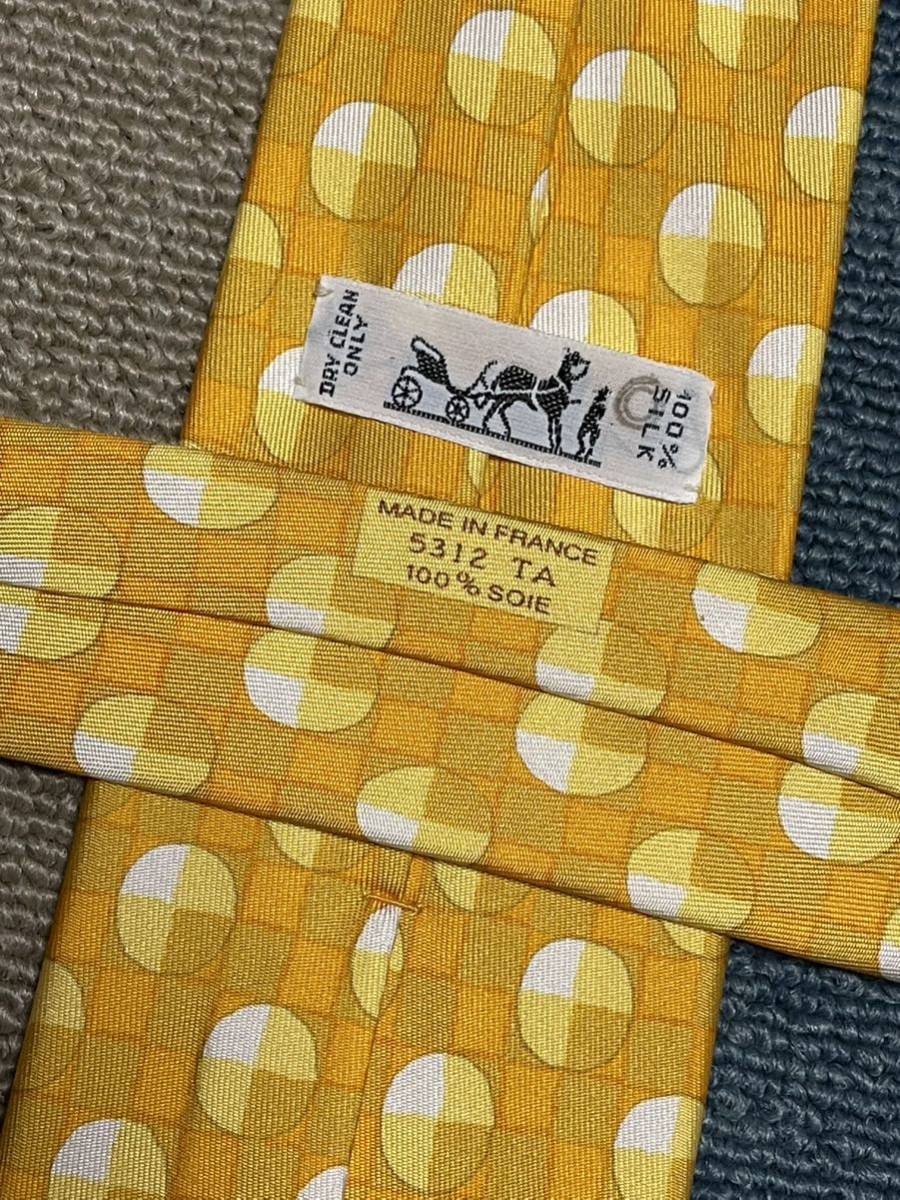 DRY CLEAN
ONLY
100%
SILK
MADE IN FRANCE
5312 TA
100% SOIE